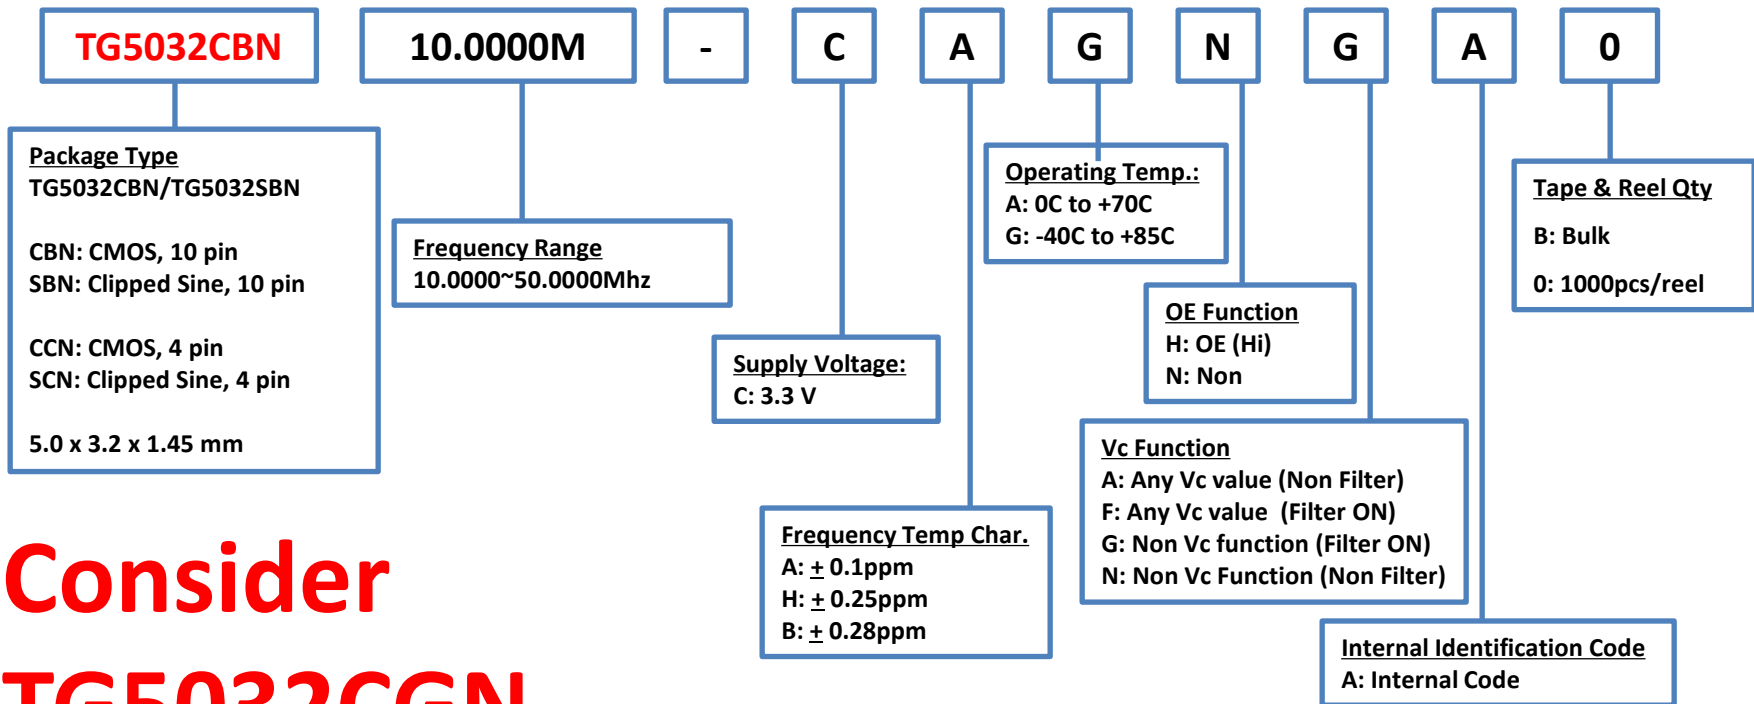 TG5032CBN 10.0000M - C A G N G A 0
Package Type
TG5032CBN/TG5032SBN
CBN: CMOS, 10 pin
SBN: Clipped Sine, 10 pin
CCN: CMOS, 4 pin
SCN: Clipped Sine, 4 pin
5.0 x 3.2 x 1.45 mm
Frequency Range
10.0000~50.0000Mhz
Supply Voltage:
C: 3.3 V
Frequency Temp Char.
A: + 0.1ppm
H: + 0.25ppm
B: + 0.28ppm
Operating Temp.:
A: 0C to +70C
G: -40C to +85C
OE Function
H: OE (Hi)
N: Non
Vc Function
A: Any Vc value (Non Filter)
F: Any Vc value (Filter ON)
G: Non Vc function (Filter ON)
N: Non Vc Function (Non Filter)
Internal Identification Code
A: Internal Code
Tape & Reel Qty
B: Bulk
0: 1000pcs/reel
Consider
TG5032CGN